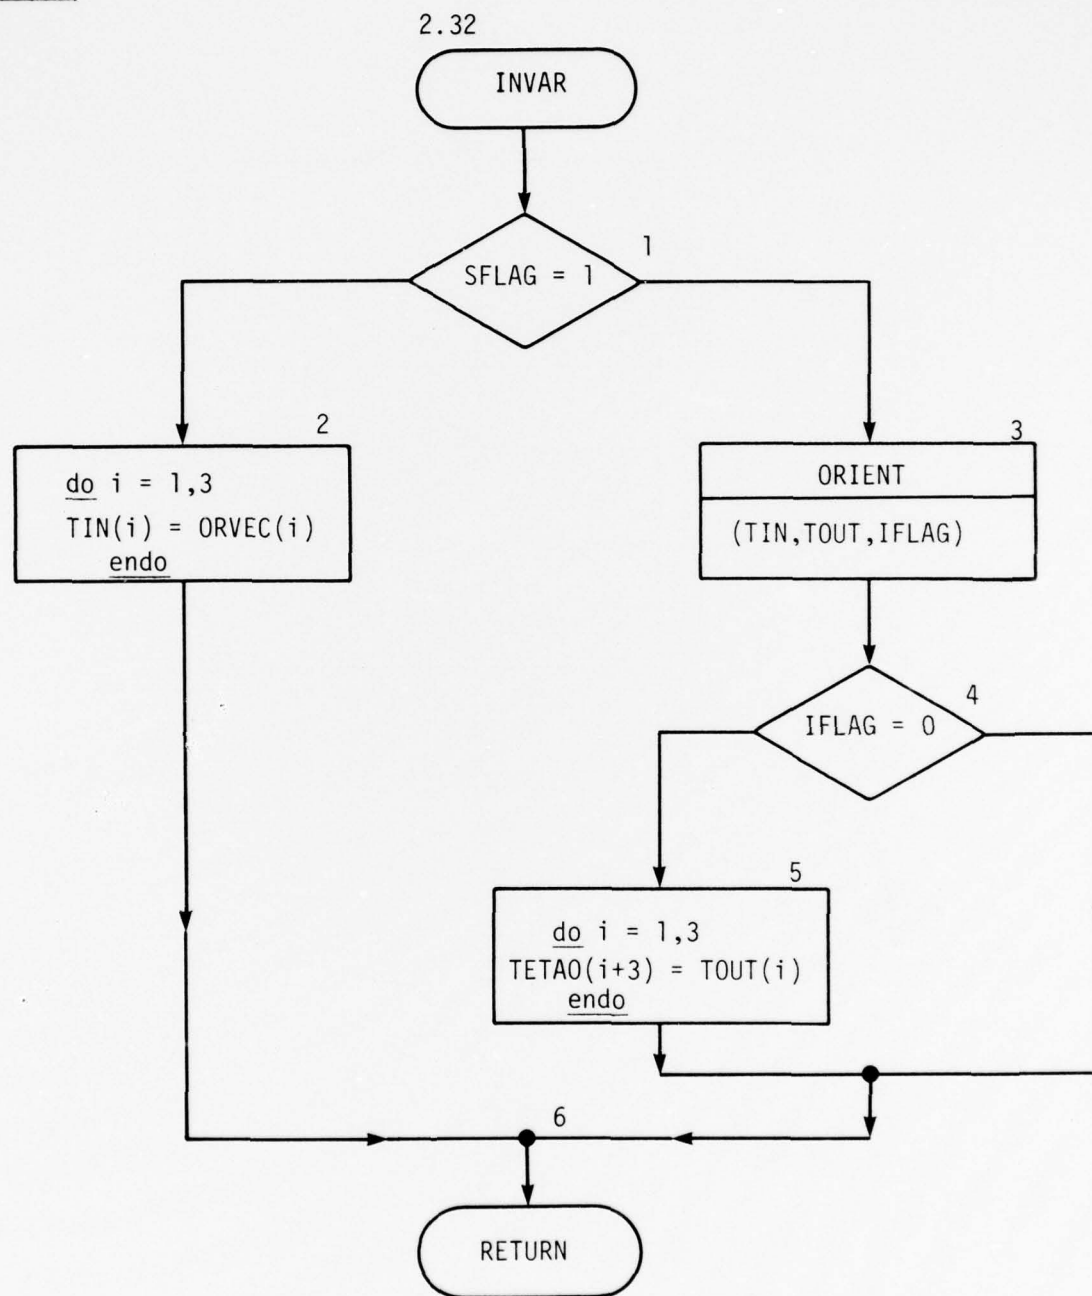 2.32
INVAR
1
SFLAG = 1
2
do i = 1,3
TIN(i) = ORVEC(i)
endo
3
ORIENT
(TIN,TOUT,IFLAG)
4
IFLAG = 0
5
do i = 1,3
TETAO(i+3) = TOUT(i)
endo
6
RETURN